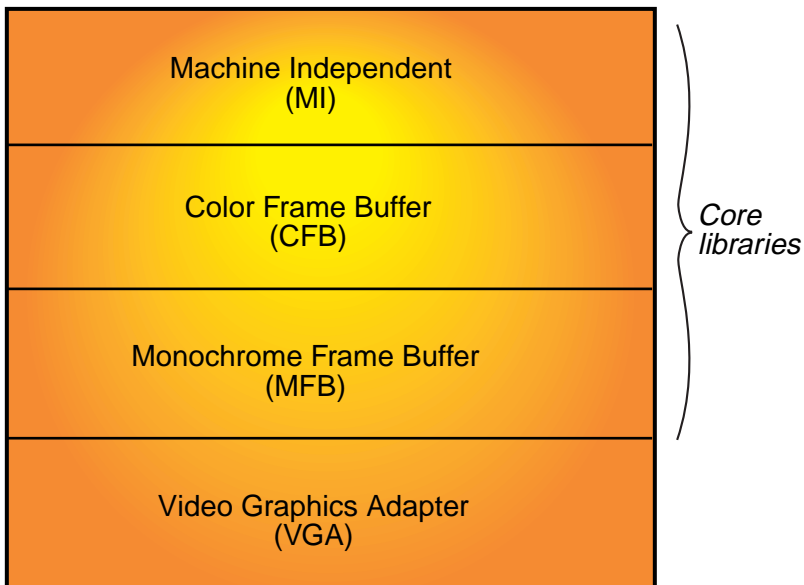 Machine Independent
(MI)
Color Frame Buffer
(CFB)
Core
libraries
Monochrome Frame Buffer
(MFB)
Video Graphics Adapter
(VGA)